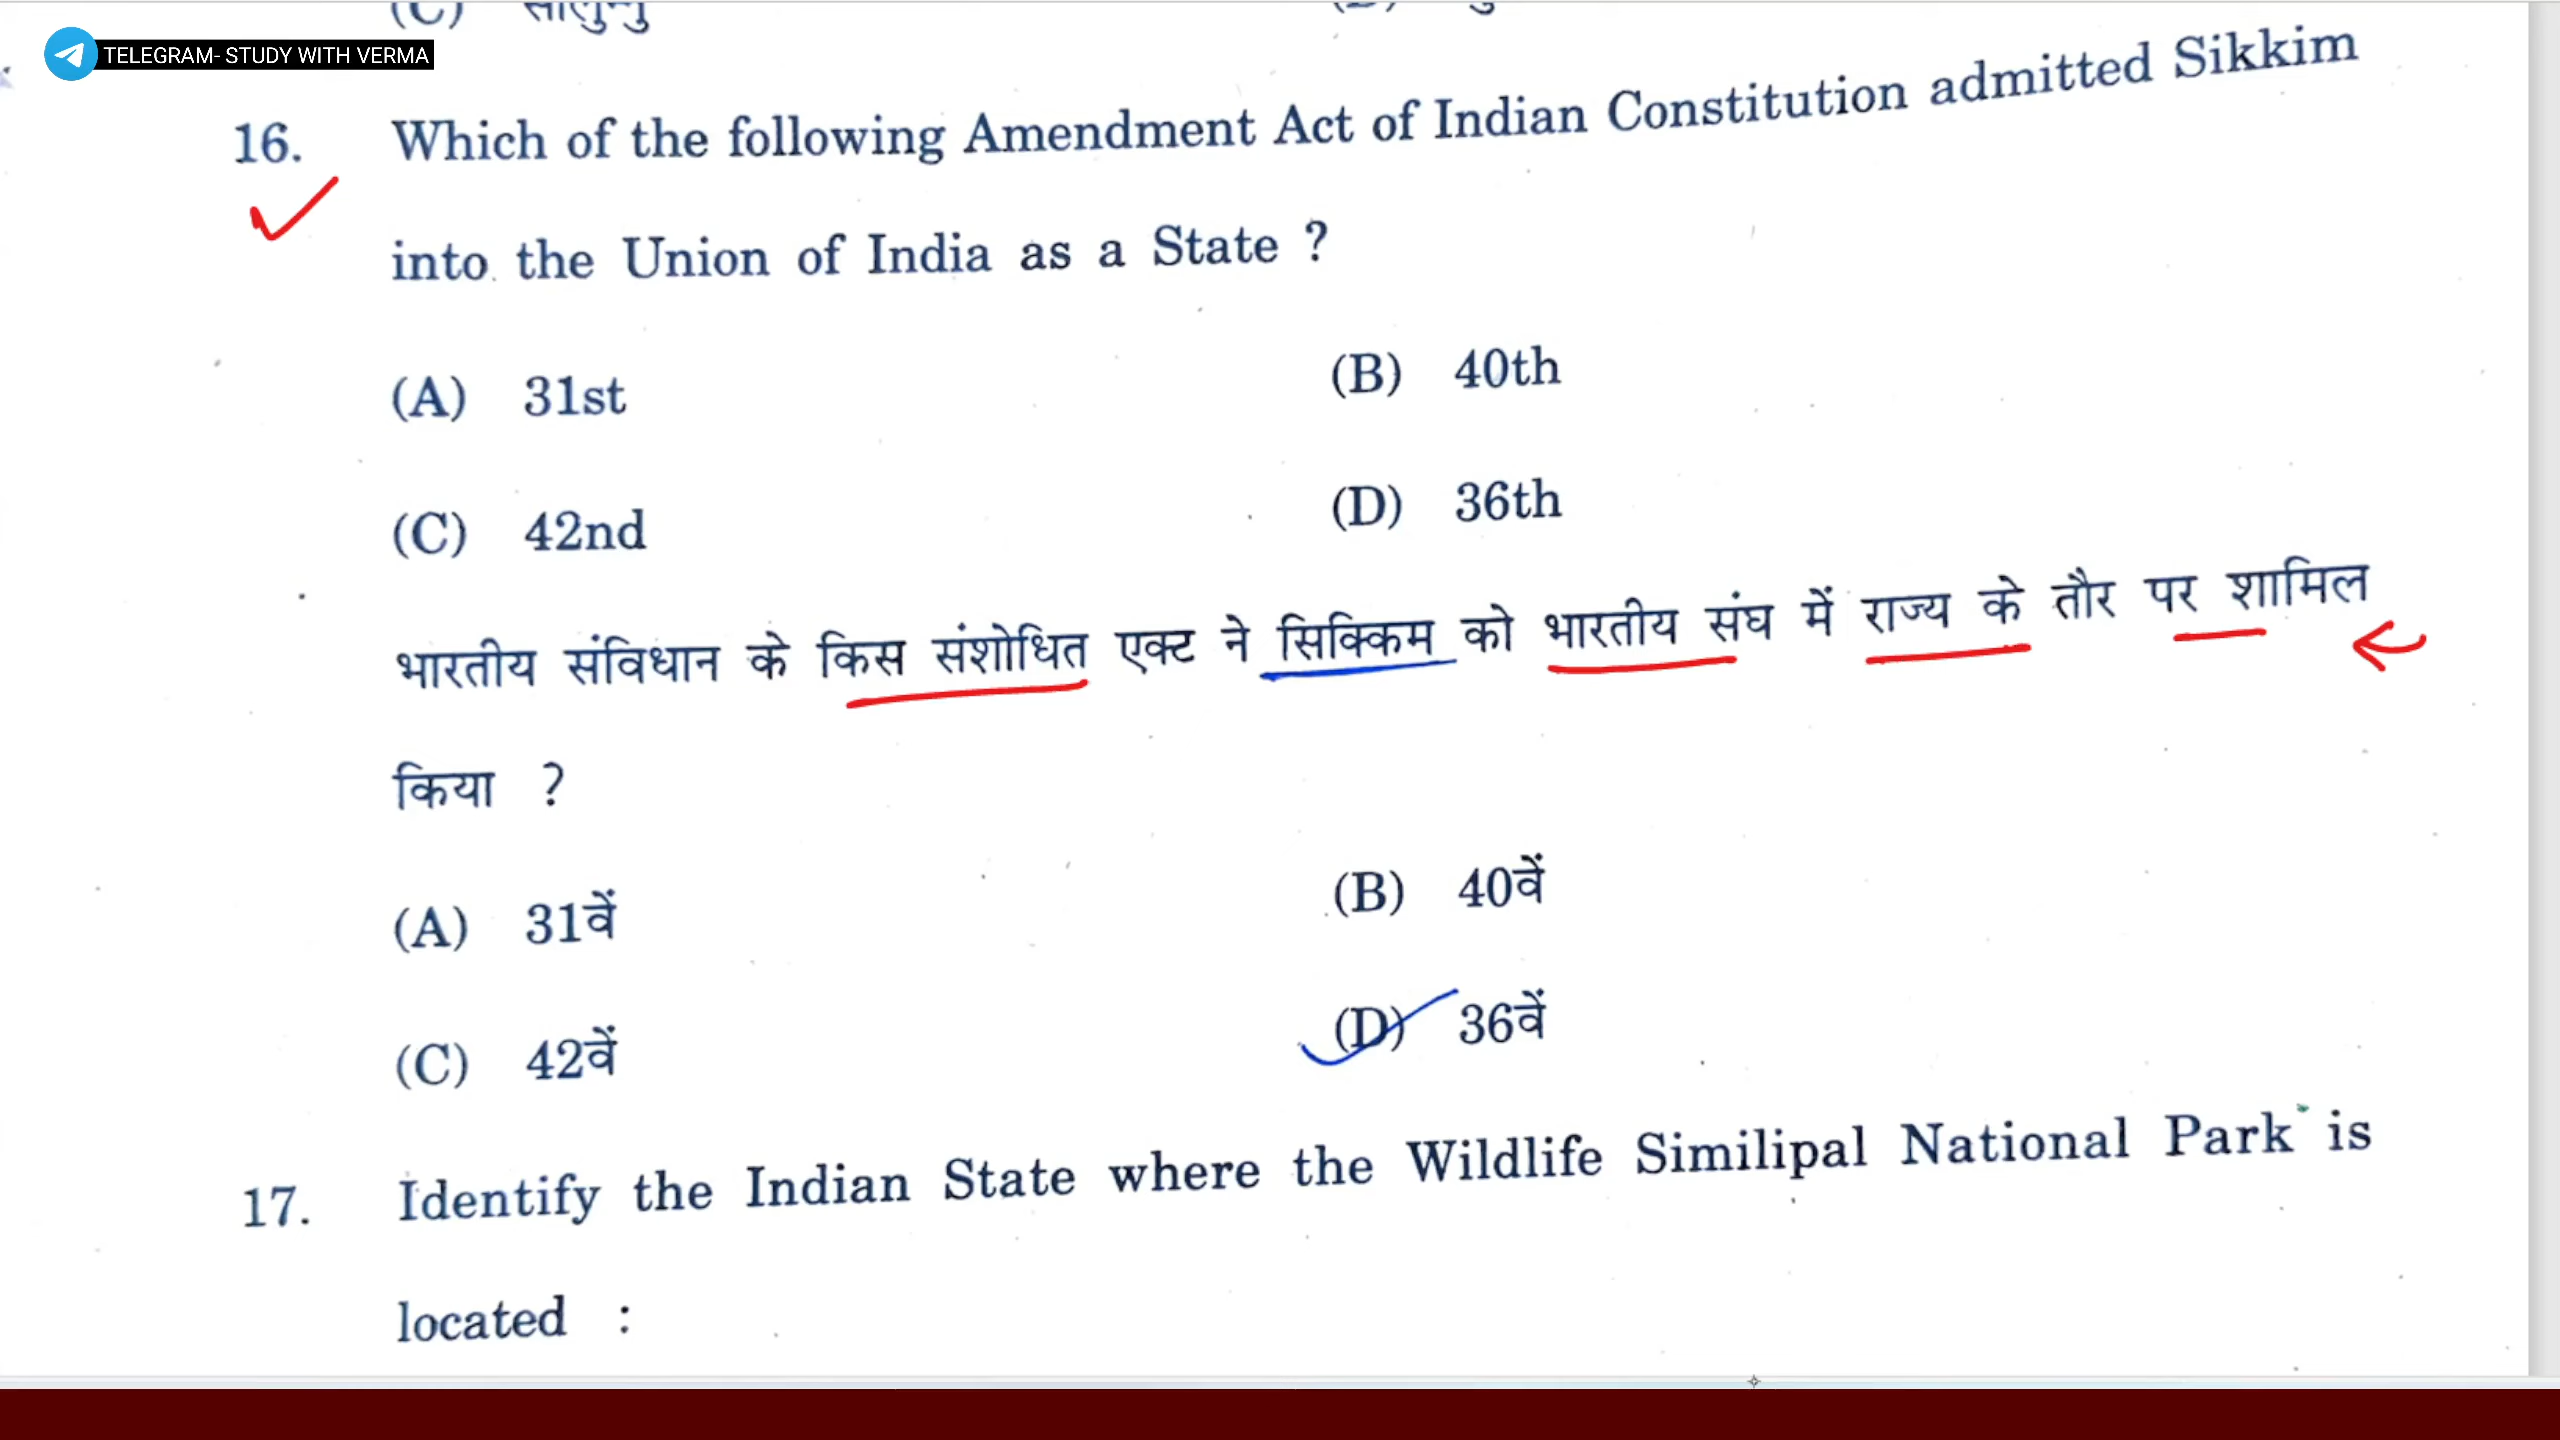 (C) सालुम्नु
TELEGRAM- STUDY WITH VERMA
16. Which of the following Amendment Act of Indian Constitution admitted Sikkim
into the Union of India as a State ?
(A) 31st (B) 40th
(C) 42nd (D) 36th
भारतीय संविधान के किस संशोधित एक्ट ने सिक्किम को भारतीय संघ में राज्य के तौर पर शामिल
किया ?
(A) 31वें (B) 40वें
(C) 42वें (D) 36वें
17. Identify the Indian State where the Wildlife Similipal National Park is
located :